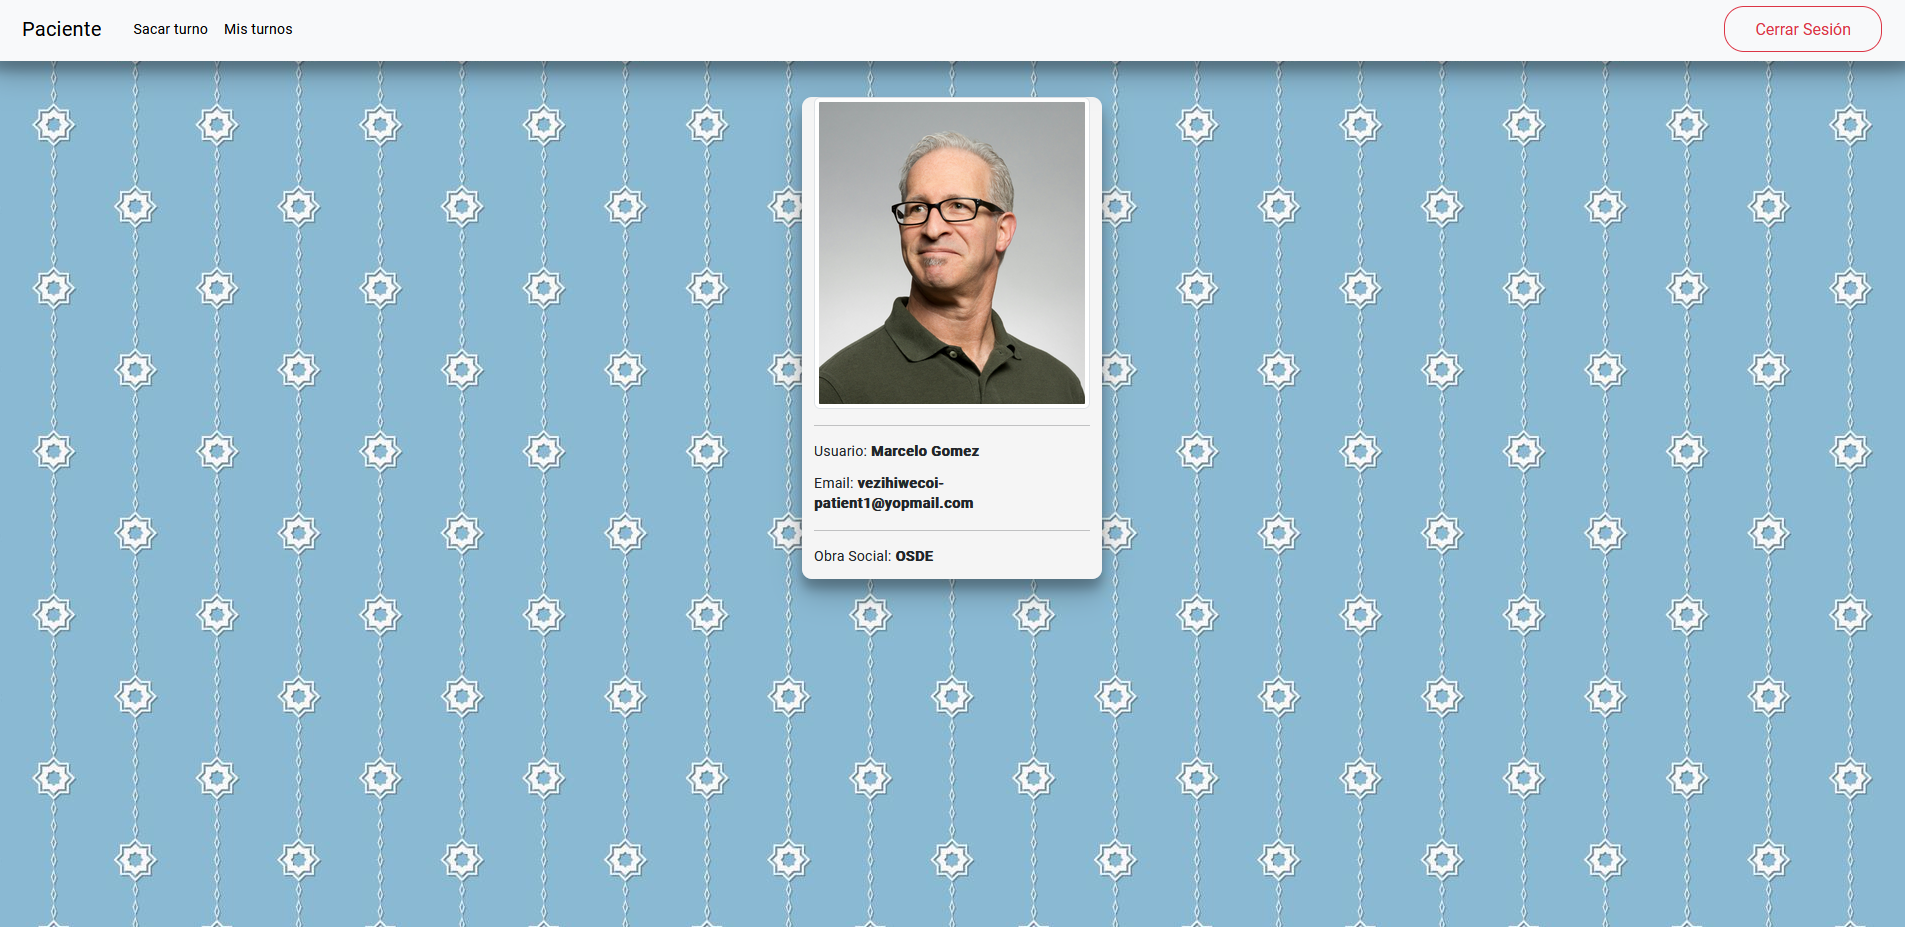 Paciente
Sacar turno
Mis turnos
Cerrar Sesión
Usuario: Marcelo Gomez
Email: vezihiwecoi-
patient1@yopmail.com
Obra Social: OSDE